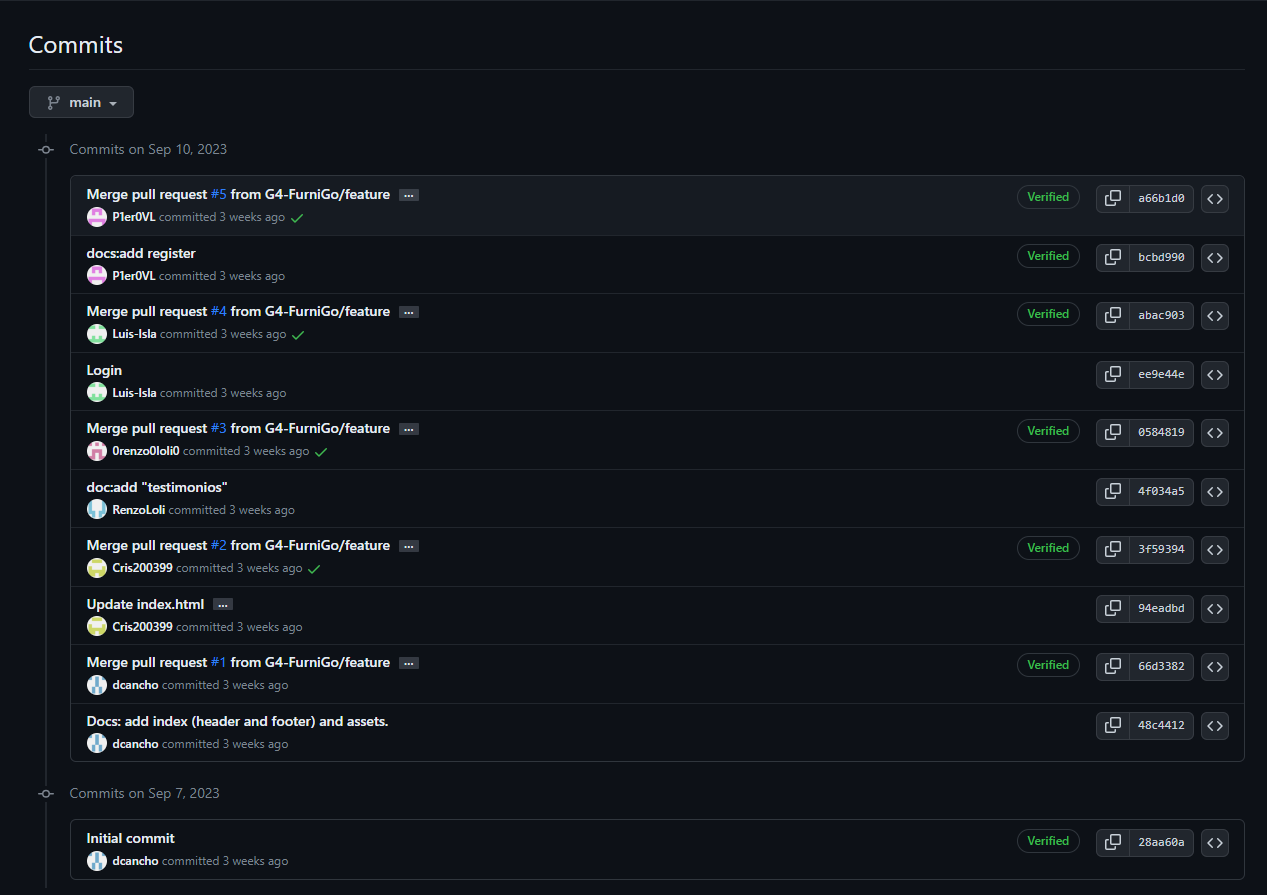 Commits
main
Commits on Sep 10, 2023
Merge pull request #5 from G4-FurniGo/feature ...
Verified
a66b1d0
P1er0VL committed 3 weeks ago
docs:add register
Verified
bcbd990
P1er0VL committed 3 weeks ago
Merge pull request #4 from G4-FurniGo/feature ...
Verified
abac903
Luis-Isla committed 3 weeks ago
Login
ee9e44e
Luis-Isla committed 3 weeks ago
Merge pull request #3 from G4-FurniGo/feature ...
Verified
0584819
0renzo0loli0 committed 3 weeks ago
doc:add "testimonios"
4f034a5
RenzoLoli committed 3 weeks ago
Merge pull request #2 from G4-FurniGo/feature ...
Verified
3f59394
Cris200399 committed 3 weeks ago
Update index.html ...
94eadbd
Cris200399 committed 3 weeks ago
Merge pull request #1 from G4-FurniGo/feature ...
Verified
66d3382
dcancho committed 3 weeks ago
Docs: add index (header and footer) and assets.
48c4412
dcancho committed 3 weeks ago
Commits on Sep 7, 2023
Initial commit
Verified
28aa60a
dcancho committed 3 weeks ago